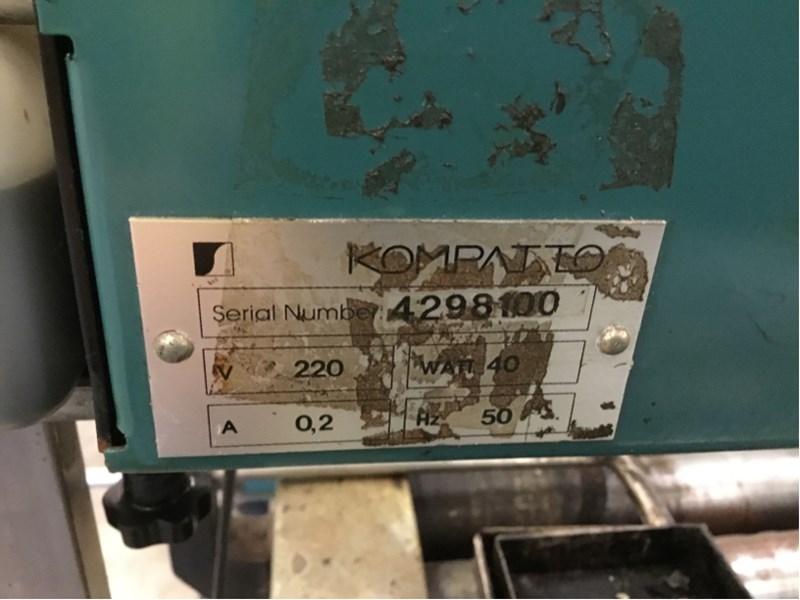 KOMPATTO
Serial Number 4298100
V 220 WATT 40
A 0,2 Hz 50